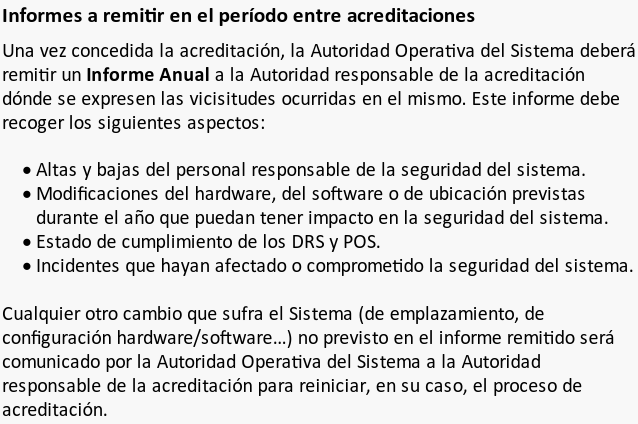 Informes a remitir en el período entre acreditaciones
Una vez concedida la acreditación, la Autoridad Operativa del Sistema deberá
remitir un Informe Anual a la Autoridad responsable de la acreditación
dónde se expresen las vicisitudes ocurridas en el mismo. Este informe debe
recoger los siguientes aspectos:
• Altas y bajas del personal responsable de la seguridad del sistema.
• Modificaciones del hardware, del software o de ubicación previstas
durante el año que puedan tener impacto en la seguridad del sistema.
• Estado de cumplimiento de los DRS y POS.
• Incidentes que hayan afectado o comprometido la seguridad del sistema.
Cualquier otro cambio que sufra el Sistema (de emplazamiento, de
configuración hardware/software…) no previsto en el informe remitido será
comunicado por la Autoridad Operativa del Sistema a la Autoridad
responsable de la acreditación para reiniciar, en su caso, el proceso de
acreditación.